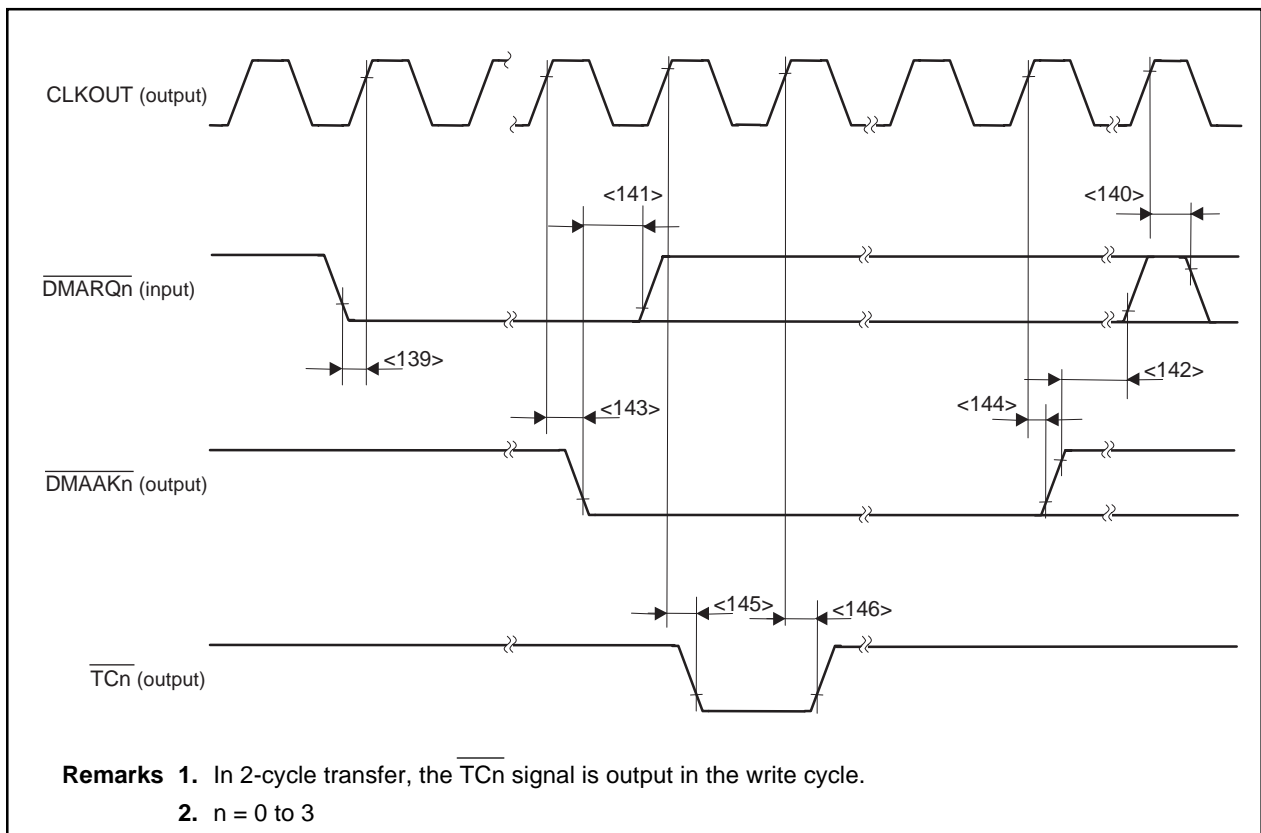 CLKOUT (output)
<141>
<140>
DMARQn (input)
<139>
<142>
<143>
<144>
DMAAKn (output)
<145>
<146>
TCn (output)
Remarks 1. In 2-cycle transfer, the TCn signal is output in the write cycle.
2. n = 0 to 3